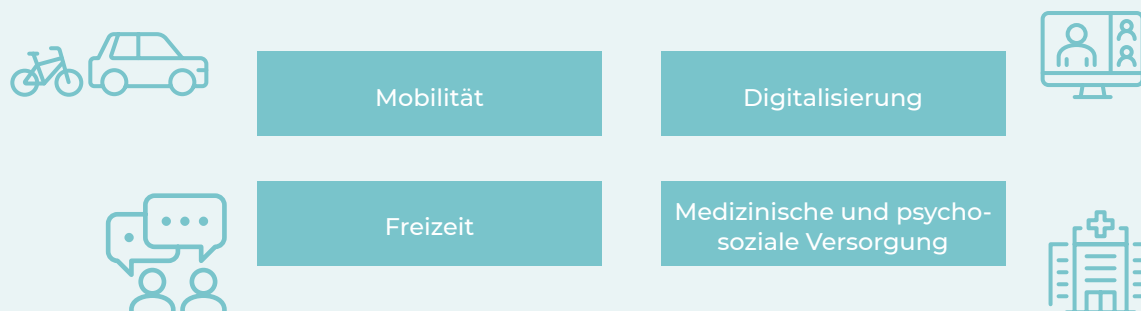 Mobilität
Digitalisierung
Freizeit
Medizinische und psycho-
soziale Versorgung